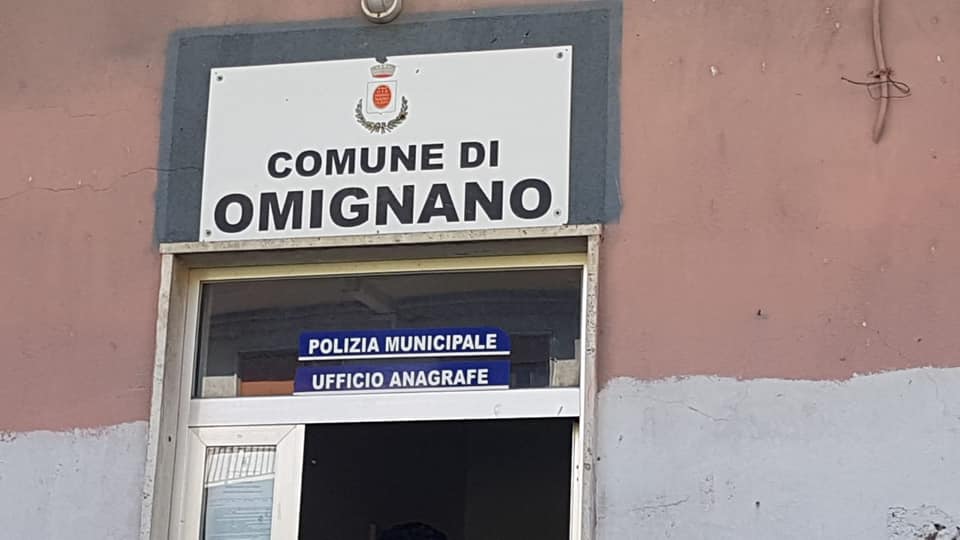 COMUNE DI
OMIGNANO
POLIZIA MUNICIPALE
UFFICIO ANAGRAFE